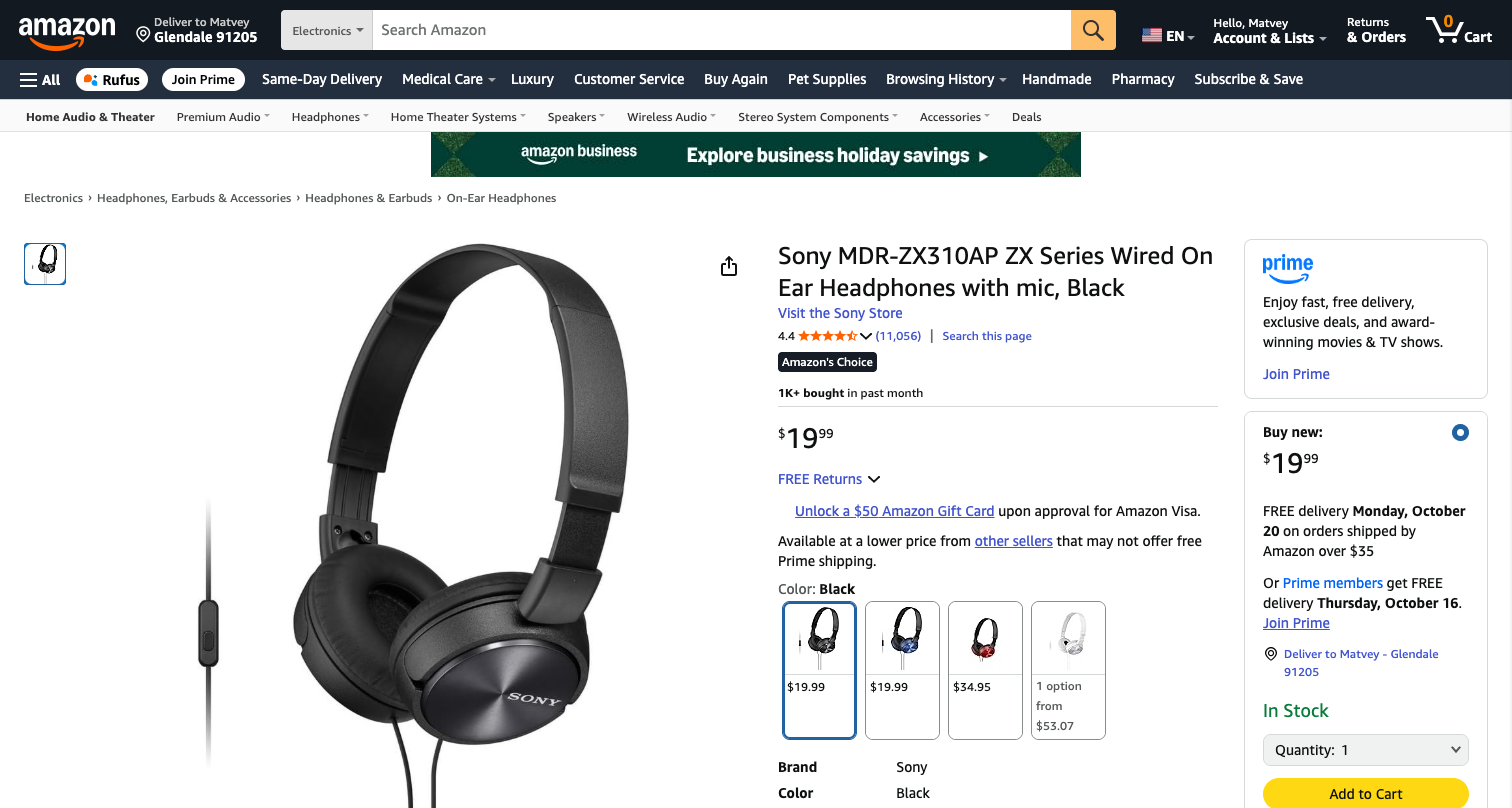 amazon
Deliver to Matvey
Glendale 91205
Electronics
Search Amazon
EN
Hello, Matvey
Account & Lists
Returns
& Orders
0
Cart
All
Rufus
Join Prime
Same-Day Delivery
Medical Care
Luxury
Customer Service
Buy Again
Pet Supplies
Browsing History
Handmade
Pharmacy
Subscribe & Save
Home Audio & Theater
Premium Audio
Headphones
Home Theater Systems
Speakers
Wireless Audio
Stereo System Components
Accessories
Deals
amazon business
Explore business holiday savings
Electronics › Headphones, Earbuds & Accessories › Headphones & Earbuds › On-Ear Headphones
SONY
Sony MDR-ZX310AP ZX Series Wired On
Ear Headphones with mic, Black
Visit the Sony Store
4.4 (11,056) | Search this page
Amazon's Choice
1K+ bought in past month
$19 99
FREE Returns
Unlock a $50 Amazon Gift Card upon approval for Amazon Visa.
Available at a lower price from other sellers that may not offer free
Prime shipping.
Color: Black
$19.99
$19.99
$34.95
1 option
from
$53.07
Brand Sony
Color Black
prime
Enjoy fast, free delivery,
exclusive deals, and award-
winning movies & TV shows.
Join Prime
Buy new:
$19 99
FREE delivery Monday, October
20 on orders shipped by
Amazon over $35
Or Prime members get FREE
delivery Thursday, October 16.
Join Prime
Deliver to Matvey - Glendale
91205
In Stock
Quantity: 1
Add to Cart